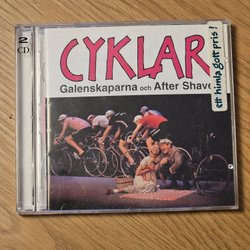 2
CD
CYKLAR
Galenskaparna och After Shave
ett himla gott pris!